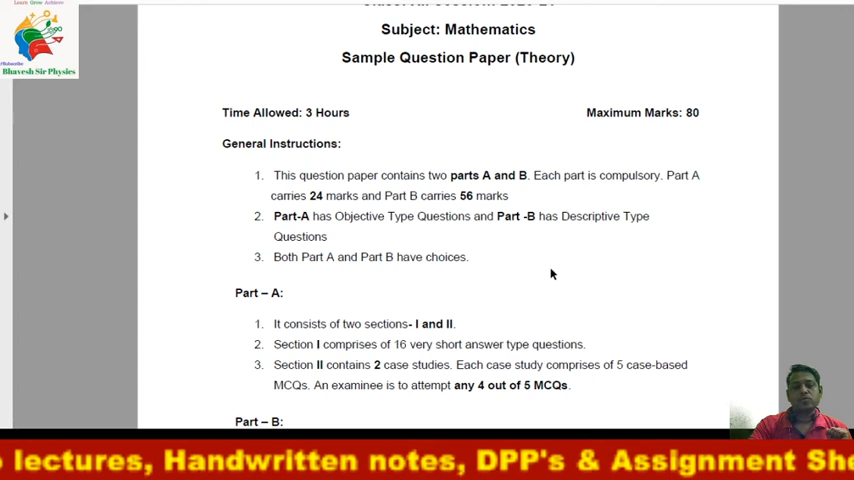 Learn Grow Achieve
#Subscribe
Bhavesh Sir Physics
Subject: Mathematics
Sample Question Paper (Theory)
Time Allowed: 3 Hours Maximum Marks: 80
General Instructions:
1. This question paper contains two parts A and B. Each part is compulsory. Part A
carries 24 marks and Part B carries 56 marks
2. Part-A has Objective Type Questions and Part -B has Descriptive Type
Questions
3. Both Part A and Part B have choices.
Part – A:
1. It consists of two sections- I and II.
2. Section I comprises of 16 very short answer type questions.
3. Section II contains 2 case studies. Each case study comprises of 5 case-based
MCQs. An examinee is to attempt any 4 out of 5 MCQs.
Part – B:
lectures, Handwritten notes, DPP's & Assignment She